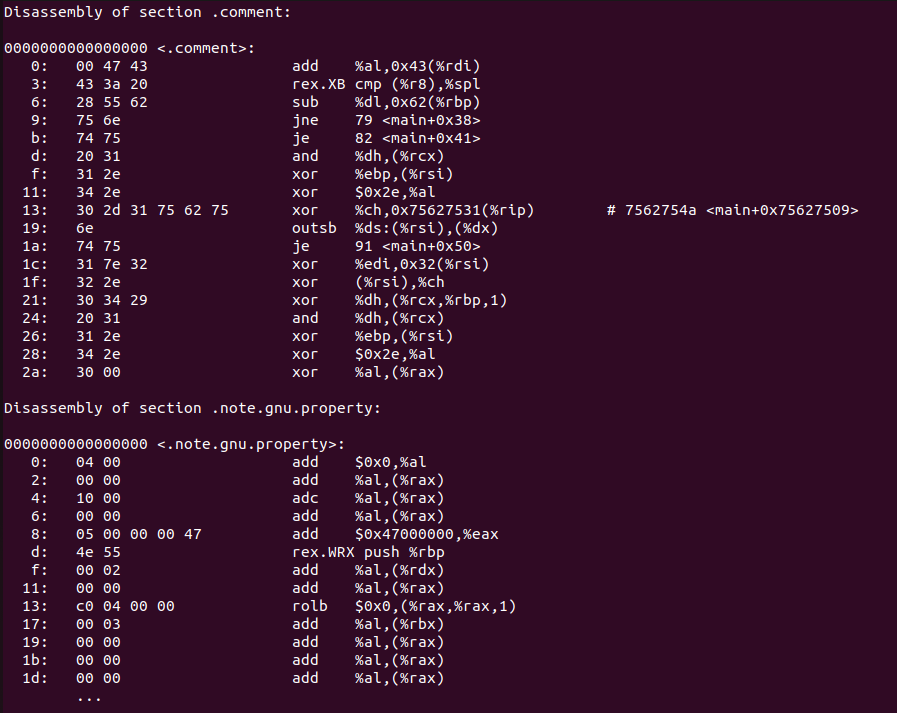 Disassembly of section .comment:
0000000000000000 <.comment>:
0: 00 47 43 add %al,0x43(%rdi)
3: 43 3a 20 rex.XB cmp (%r8),%spl
6: 28 55 62 sub %dl,0x62(%rbp)
9: 75 6e jne 79 <main+0x38>
b: 74 75 je 82 <main+0x41>
d: 20 31 and %dh,(%rcx)
f: 31 2e xor %ebp,(%rsi)
11: 34 2e xor $0x2e,%al
13: 30 2d 31 75 62 75 xor %ch,0x75627531(%rip) # 7562754a <main+0x75627509>
19: 6e outsb %ds:(%rsi),(%dx)
1a: 74 75 je 91 <main+0x50>
1c: 31 7e 32 xor %edi,0x32(%rsi)
1f: 32 2e xor (%rsi),%ch
21: 30 34 29 xor %dh,(%rcx,%rbp,1)
24: 20 31 and %dh,(%rcx)
26: 31 2e xor %ebp,(%rsi)
28: 34 2e xor $0x2e,%al
2a: 30 00 xor %al,(%rax)
Disassembly of section .note.gnu.property:
0000000000000000 <.note.gnu.property>:
0: 04 00 add $0x0,%al
2: 00 00 add %al,(%rax)
4: 10 00 adc %al,(%rax)
6: 00 00 add %al,(%rax)
8: 05 00 00 00 47 add $0x47000000,%eax
d: 4e 55 rex.WRX push %rbp
f: 00 02 add %al,(%rdx)
11: 00 00 add %al,(%rax)
13: c0 04 00 00 rolb $0x0,(%rax,%rax,1)
17: 00 03 add %al,(%rbx)
19: 00 00 add %al,(%rax)
1b: 00 00 add %al,(%rax)
1d: 00 00 add %al,(%rax)
...